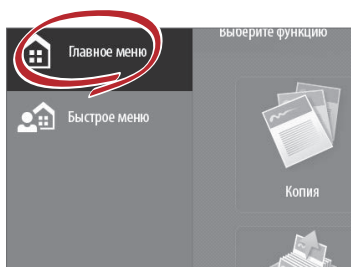 Главное меню
Выберите функцию
Быстрое меню
Копия